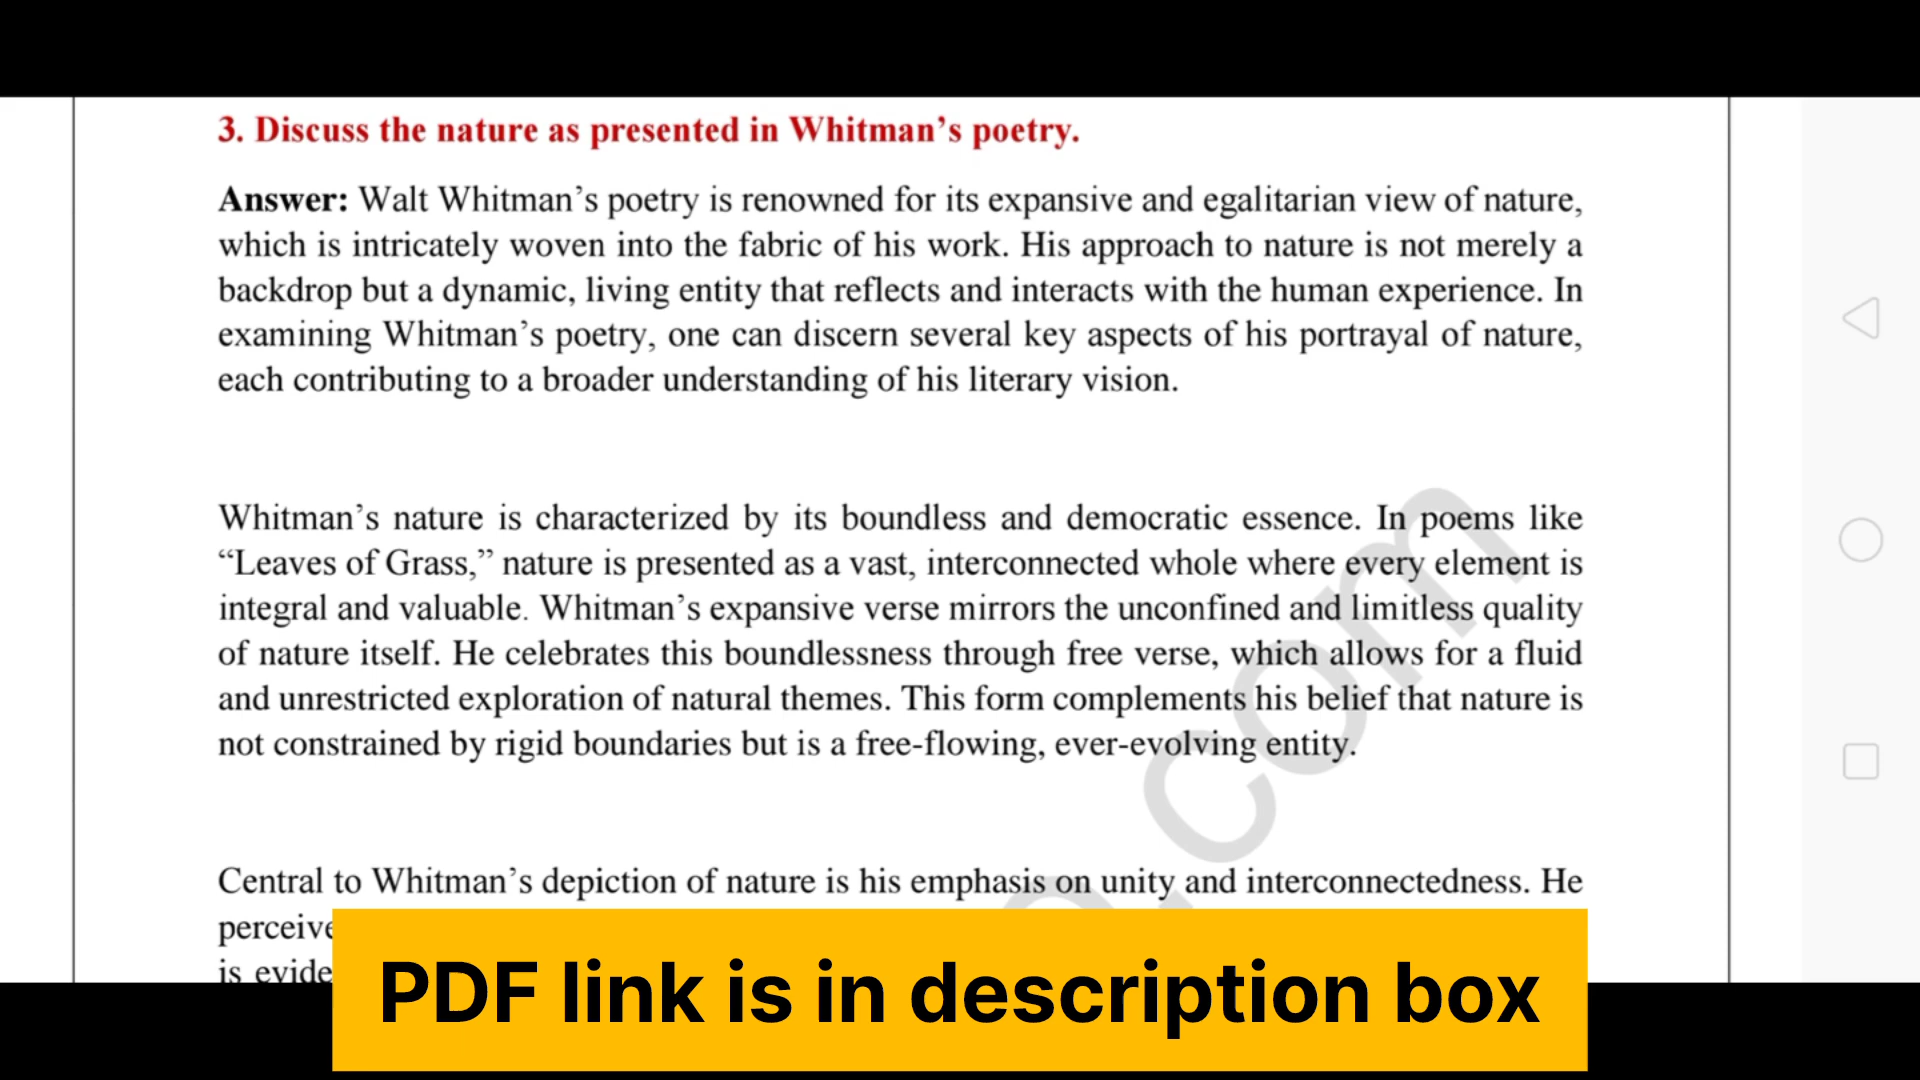 3. Discuss the nature as presented in Whitman’s poetry.
Answer: Walt Whitman’s poetry is renowned for its expansive and egalitarian view of nature,
which is intricately woven into the fabric of his work. His approach to nature is not merely a
backdrop but a dynamic, living entity that reflects and interacts with the human experience. In
examining Whitman’s poetry, one can discern several key aspects of his portrayal of nature,
each contributing to a broader understanding of his literary vision.
Whitman’s nature is characterized by its boundless and democratic essence. In poems like
“Leaves of Grass,” nature is presented as a vast, interconnected whole where every element is
integral and valuable. Whitman’s expansive verse mirrors the unconfined and limitless quality
of nature itself. He celebrates this boundlessness through free verse, which allows for a fluid
and unrestricted exploration of natural themes. This form complements his belief that nature is
not constrained by rigid boundaries but is a free-flowing, ever-evolving entity.
Central to Whitman’s depiction of nature is his emphasis on unity and interconnectedness. He
is
PDF link is in description box
.com